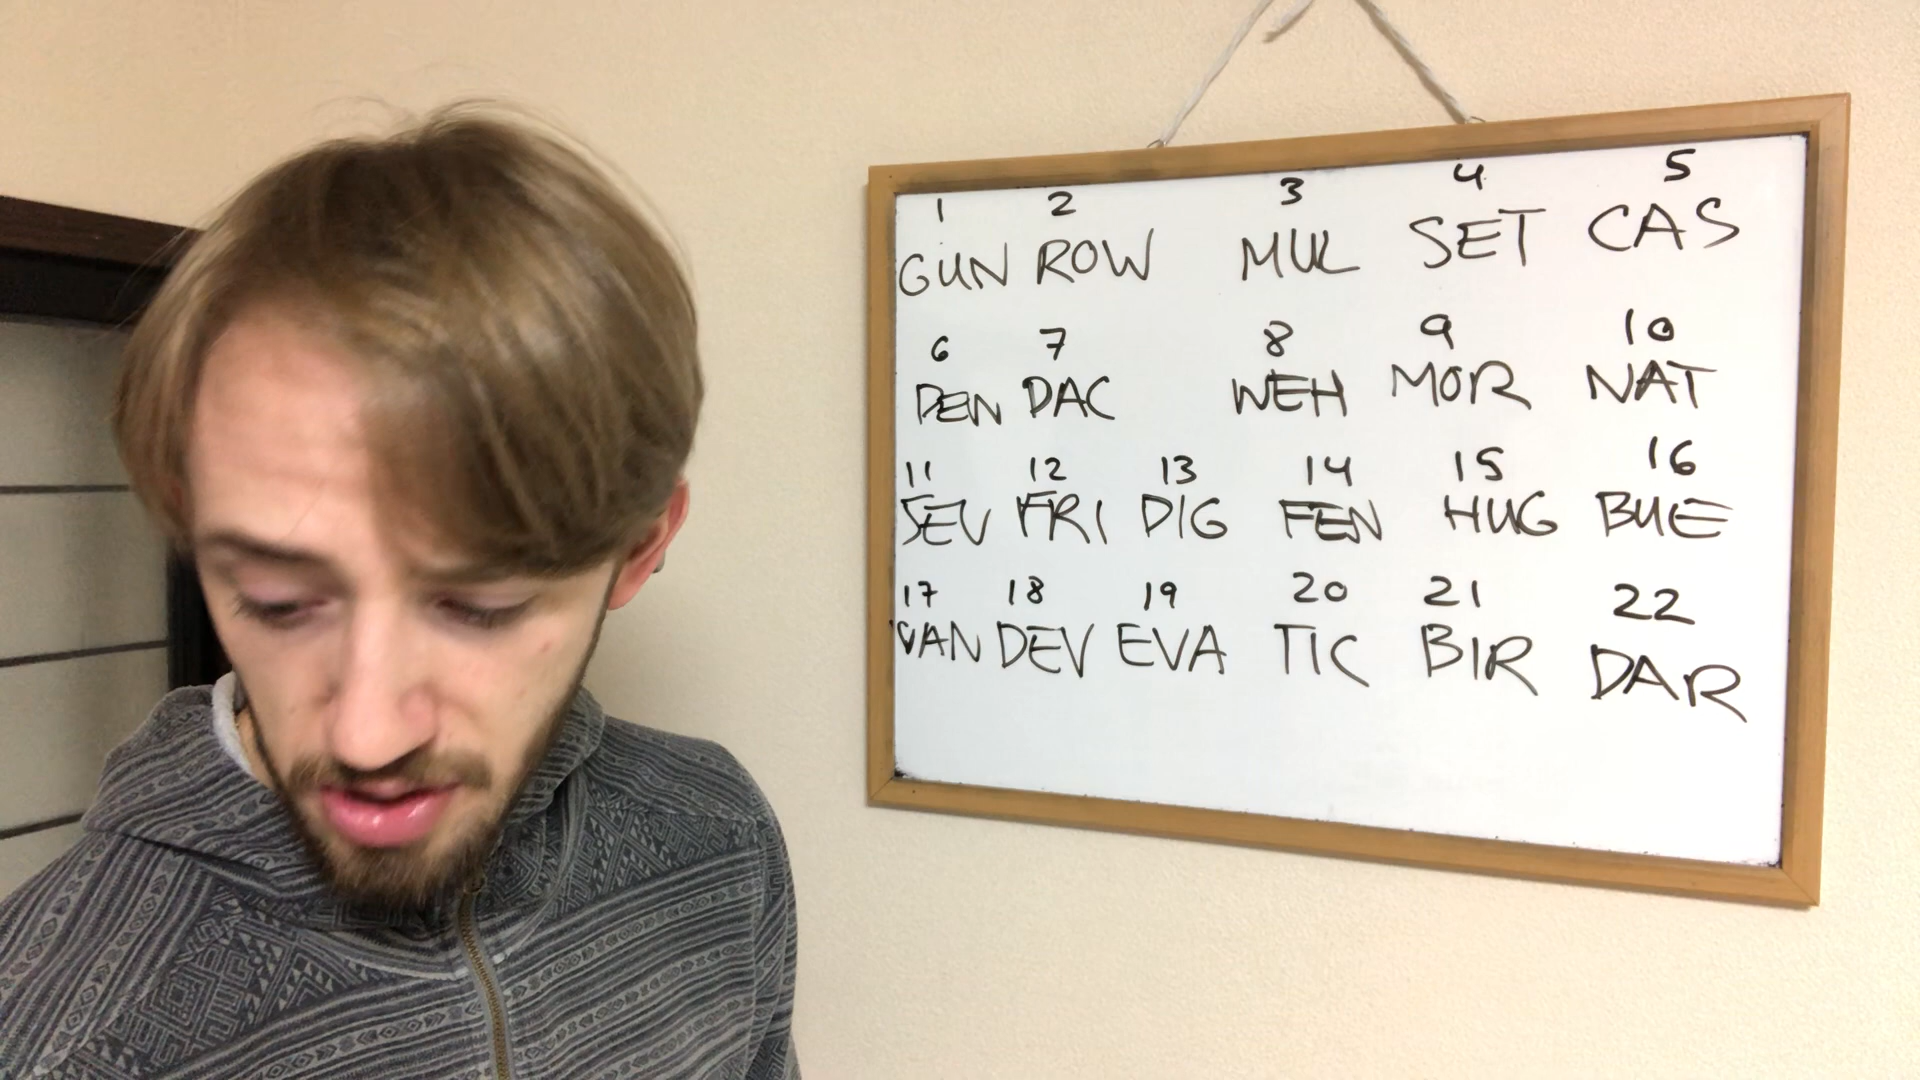 1 2 3 4 5
GUN ROW MUL SET CAS
6 7 8 9 10
DEN DAC WEH MOR NAT
11 12 13 14 15 16
SEV FRI DIG FEN HUG BUE
17 18 19 20 21 22
VAN DEV EVA TIC BIR DAR